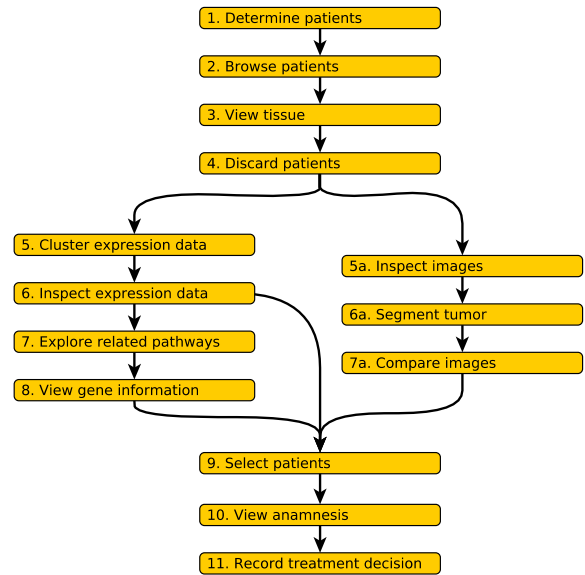 1. Determine patients
2. Browse patients
3. View tissue
4. Discard patients
5. Cluster expression data
6. Inspect expression data
7. Explore related pathways
8. View gene information
5a. Inspect images
6a. Segment tumor
7a. Compare images
9. Select patients
10. View anamnesis
11. Record treatment decision